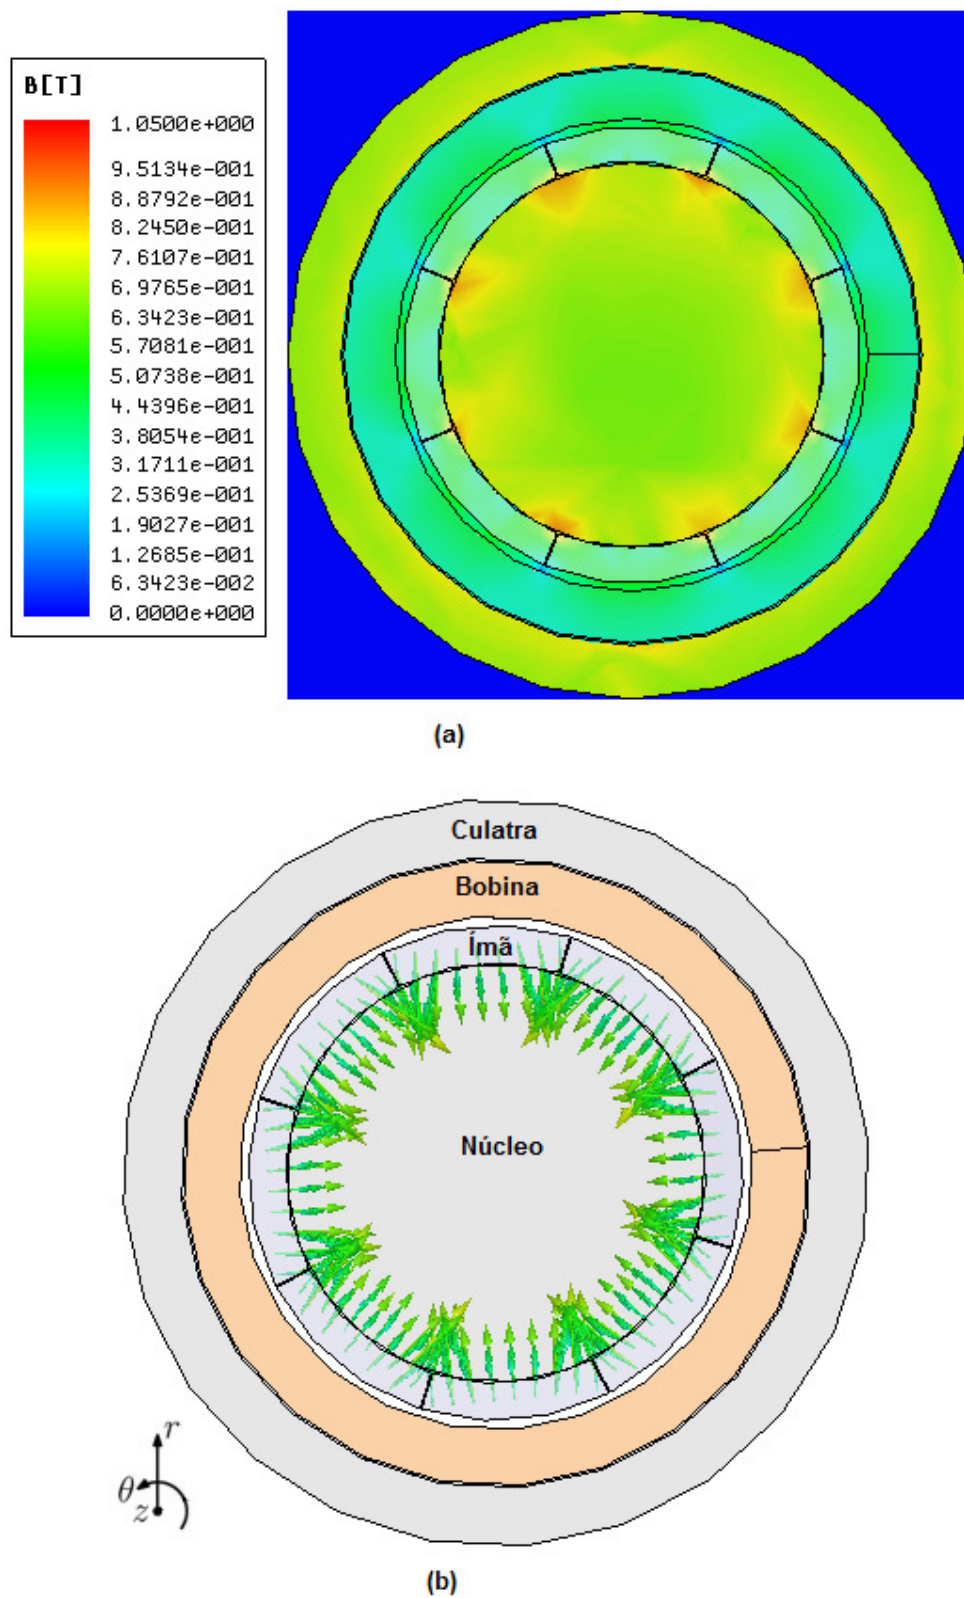 B[T]
1.0500e+000
9.5134e-001
8.8792e-001
8.2450e-001
7.6107e-001
6.9765e-001
6.3423e-001
5.7081e-001
5.0738e-001
4.4396e-001
3.8054e-001
3.1711e-001
2.5369e-001
1.9027e-001
1.2685e-001
6.3423e-002
0.0000e+000
(a)
Culatra
Bobina
Ímã
Núcleo
r
θ
z
(b)